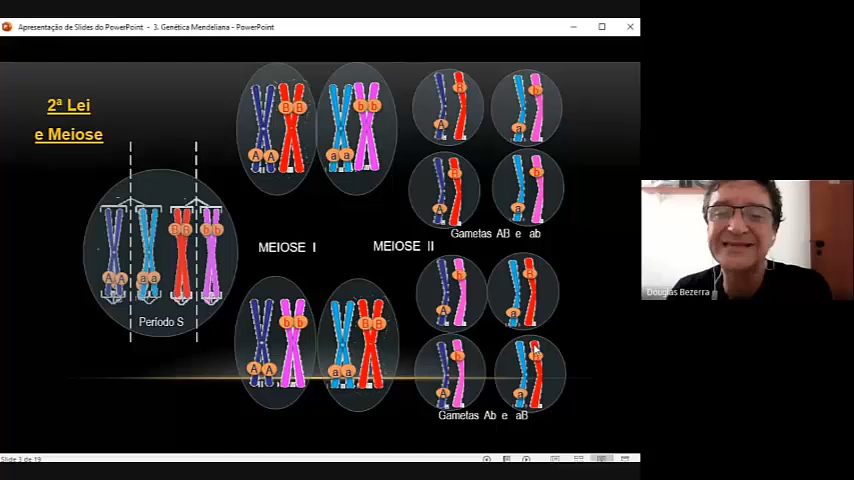 Apresentação de Slides do PowerPoint - 3. Genética Mendeliana - PowerPoint
2ª Lei
e Meiose
B B
b b
A A
a a
B
b
A
a
B
b
A
a
Gametas AB e ab
MEIOSE I
MEIOSE II
B B
b b
A A
a a
Período S
b b
B B
A A
a a
b
B
A
a
b
A
a
Gametas Ab e aB
Douglas Bezerra
Slide 3 de 19